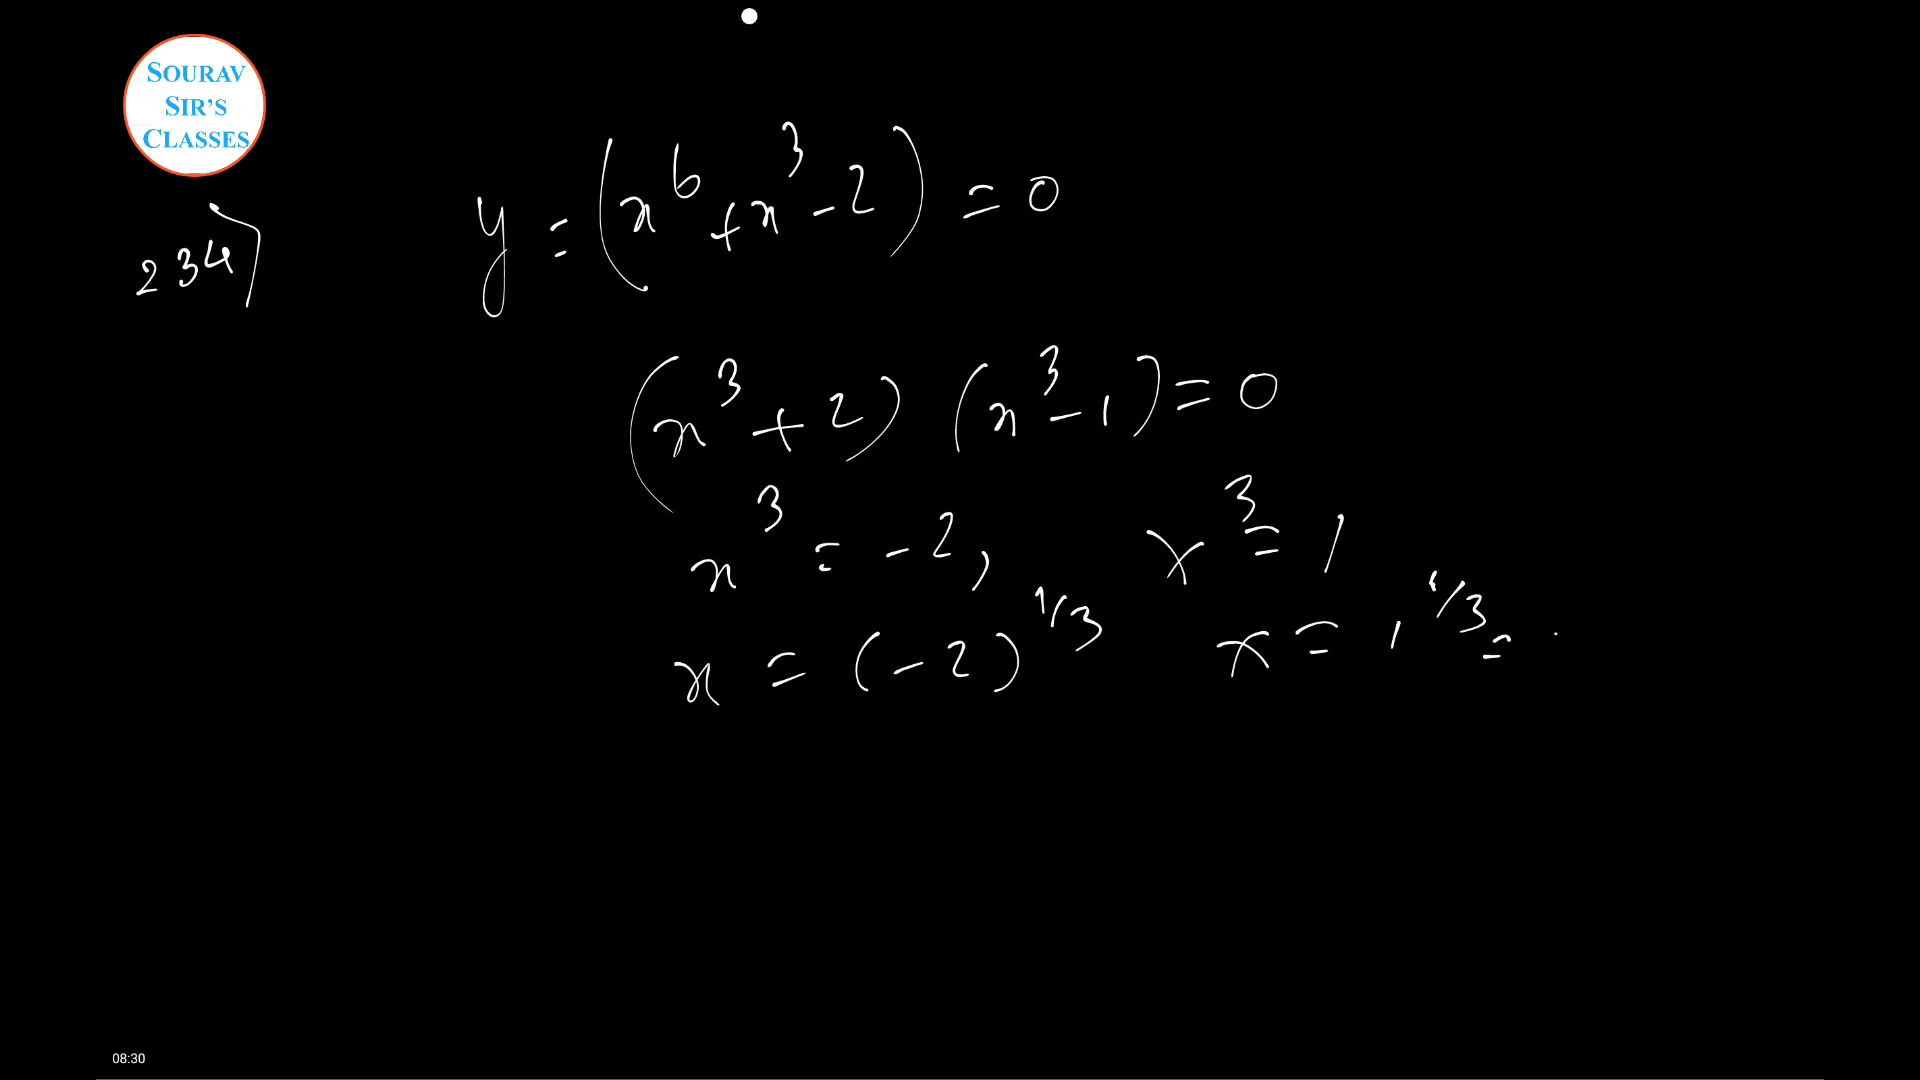 SOURAV
SIR'S
CLASSES
234)
y = (x^6 + x^3 - 2) = 0
(x^3 + 2) (x^3 - 1) = 0
x^3 = -2, x^3 = 1
x = (-2)^1/3 x = 1^1/3 =
08:30